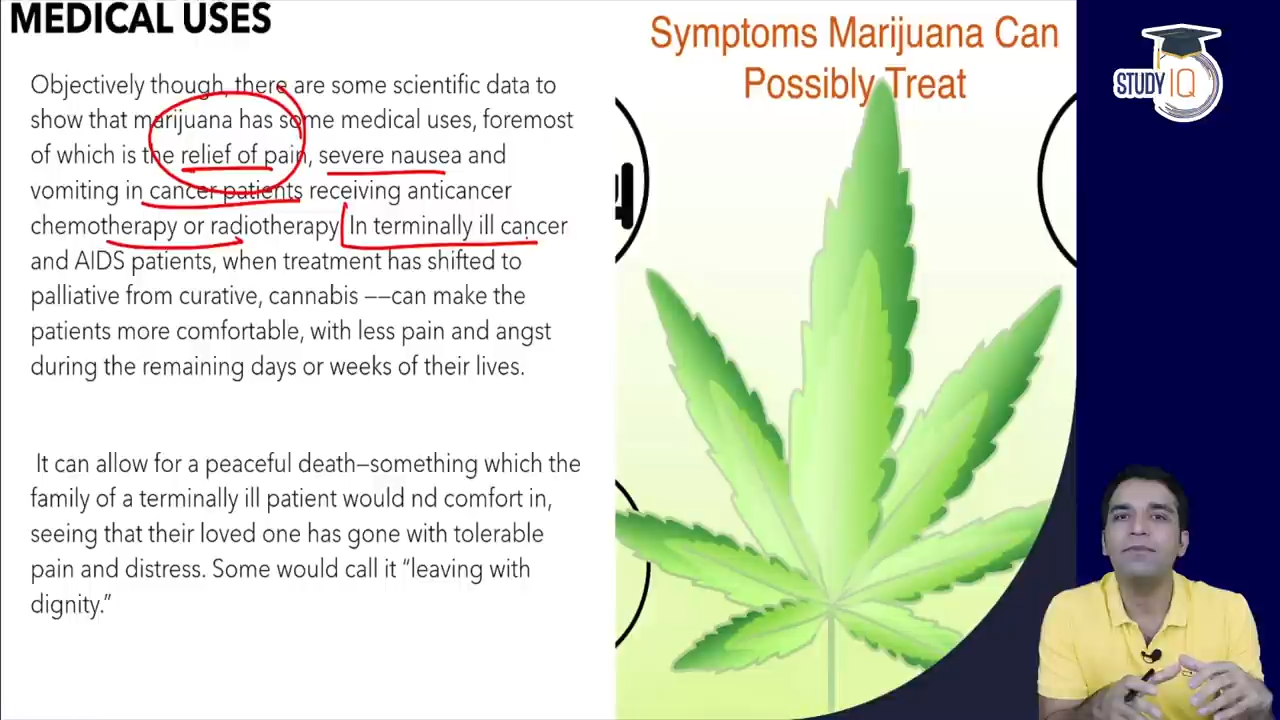 MEDICAL USES
Objectively though, there are some scientific data to
show that marijuana has some medical uses, foremost
of which is the relief of pain, severe nausea and
vomiting in cancer patients receiving anticancer
chemotherapy or radiotherapy In terminally ill cancer
and AIDS patients, when treatment has shifted to
palliative from curative, cannabis ——can make the
patients more comfortable, with less pain and angst
during the remaining days or weeks of their lives.
It can allow for a peaceful death—something which the
family of a terminally ill patient would nd comfort in,
seeing that their loved one has gone with tolerable
pain and distress. Some would call it “leaving with
dignity.”
Symptoms Marijuana Can
Possibly Treat
STUDY IQ